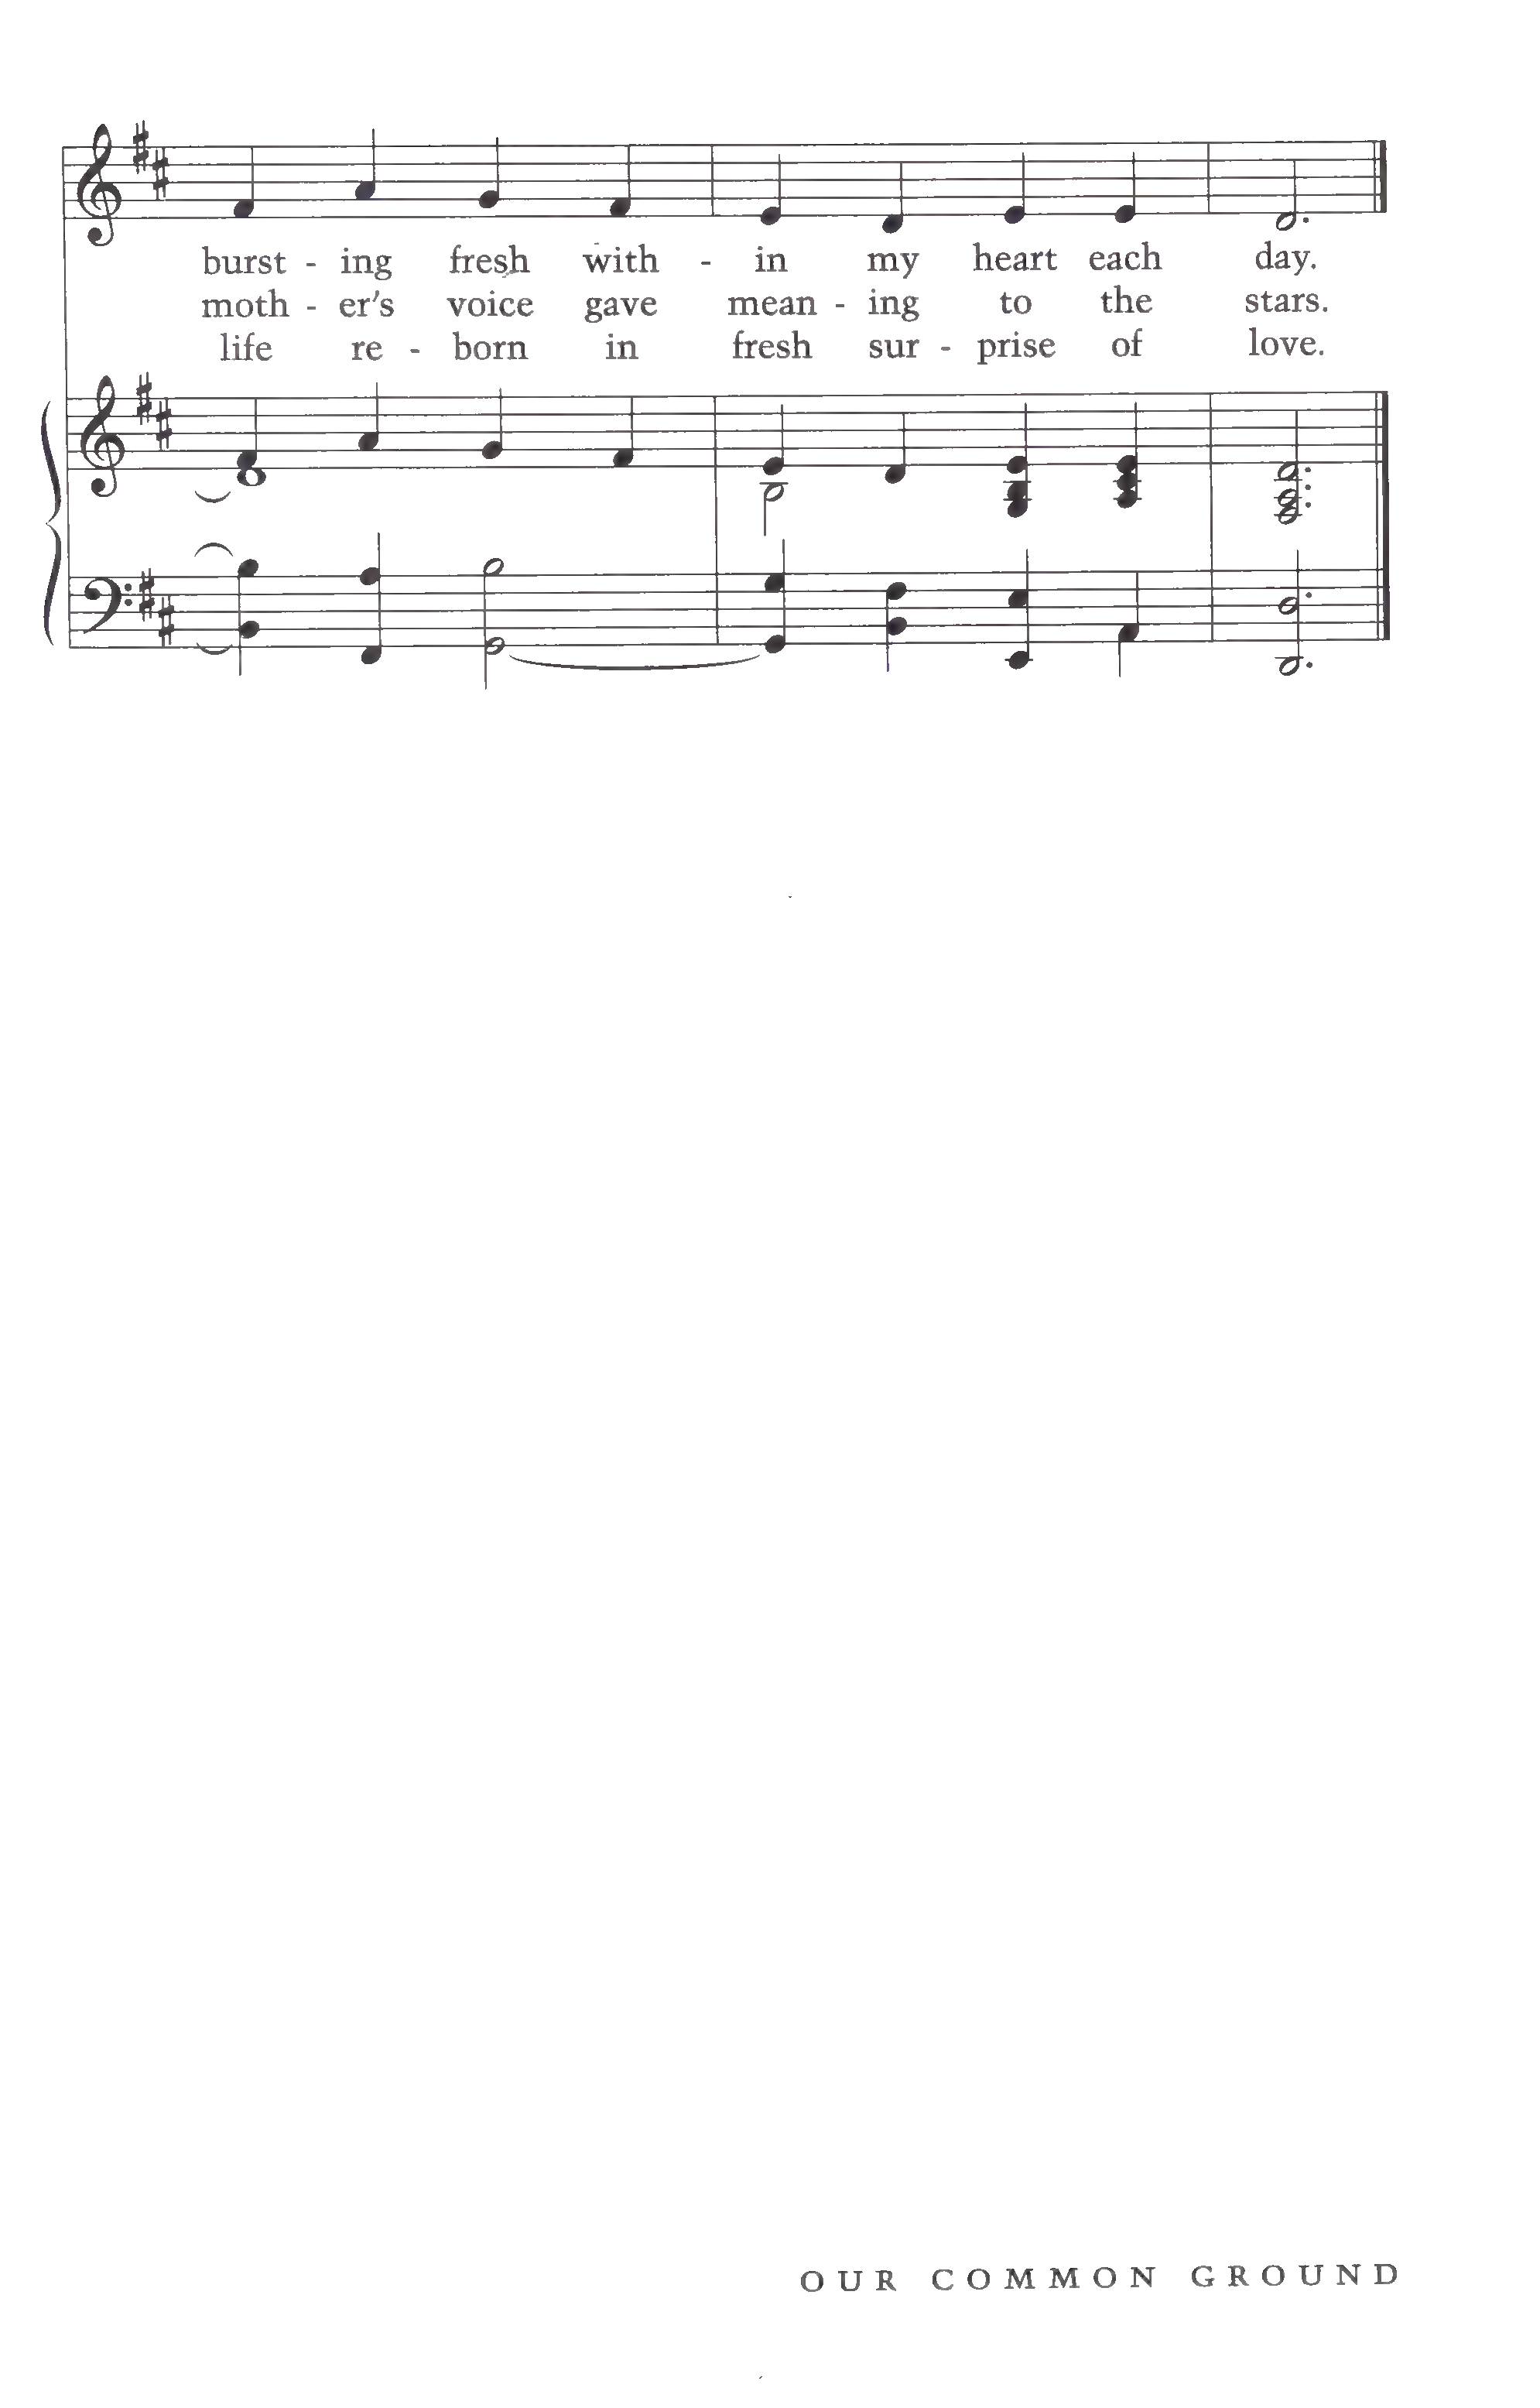 burst - ing fresh with - in my heart each day.
moth - er's voice gave mean - ing to the stars.
life re - born in fresh sur - prise of love.
OUR COMMON GROUND